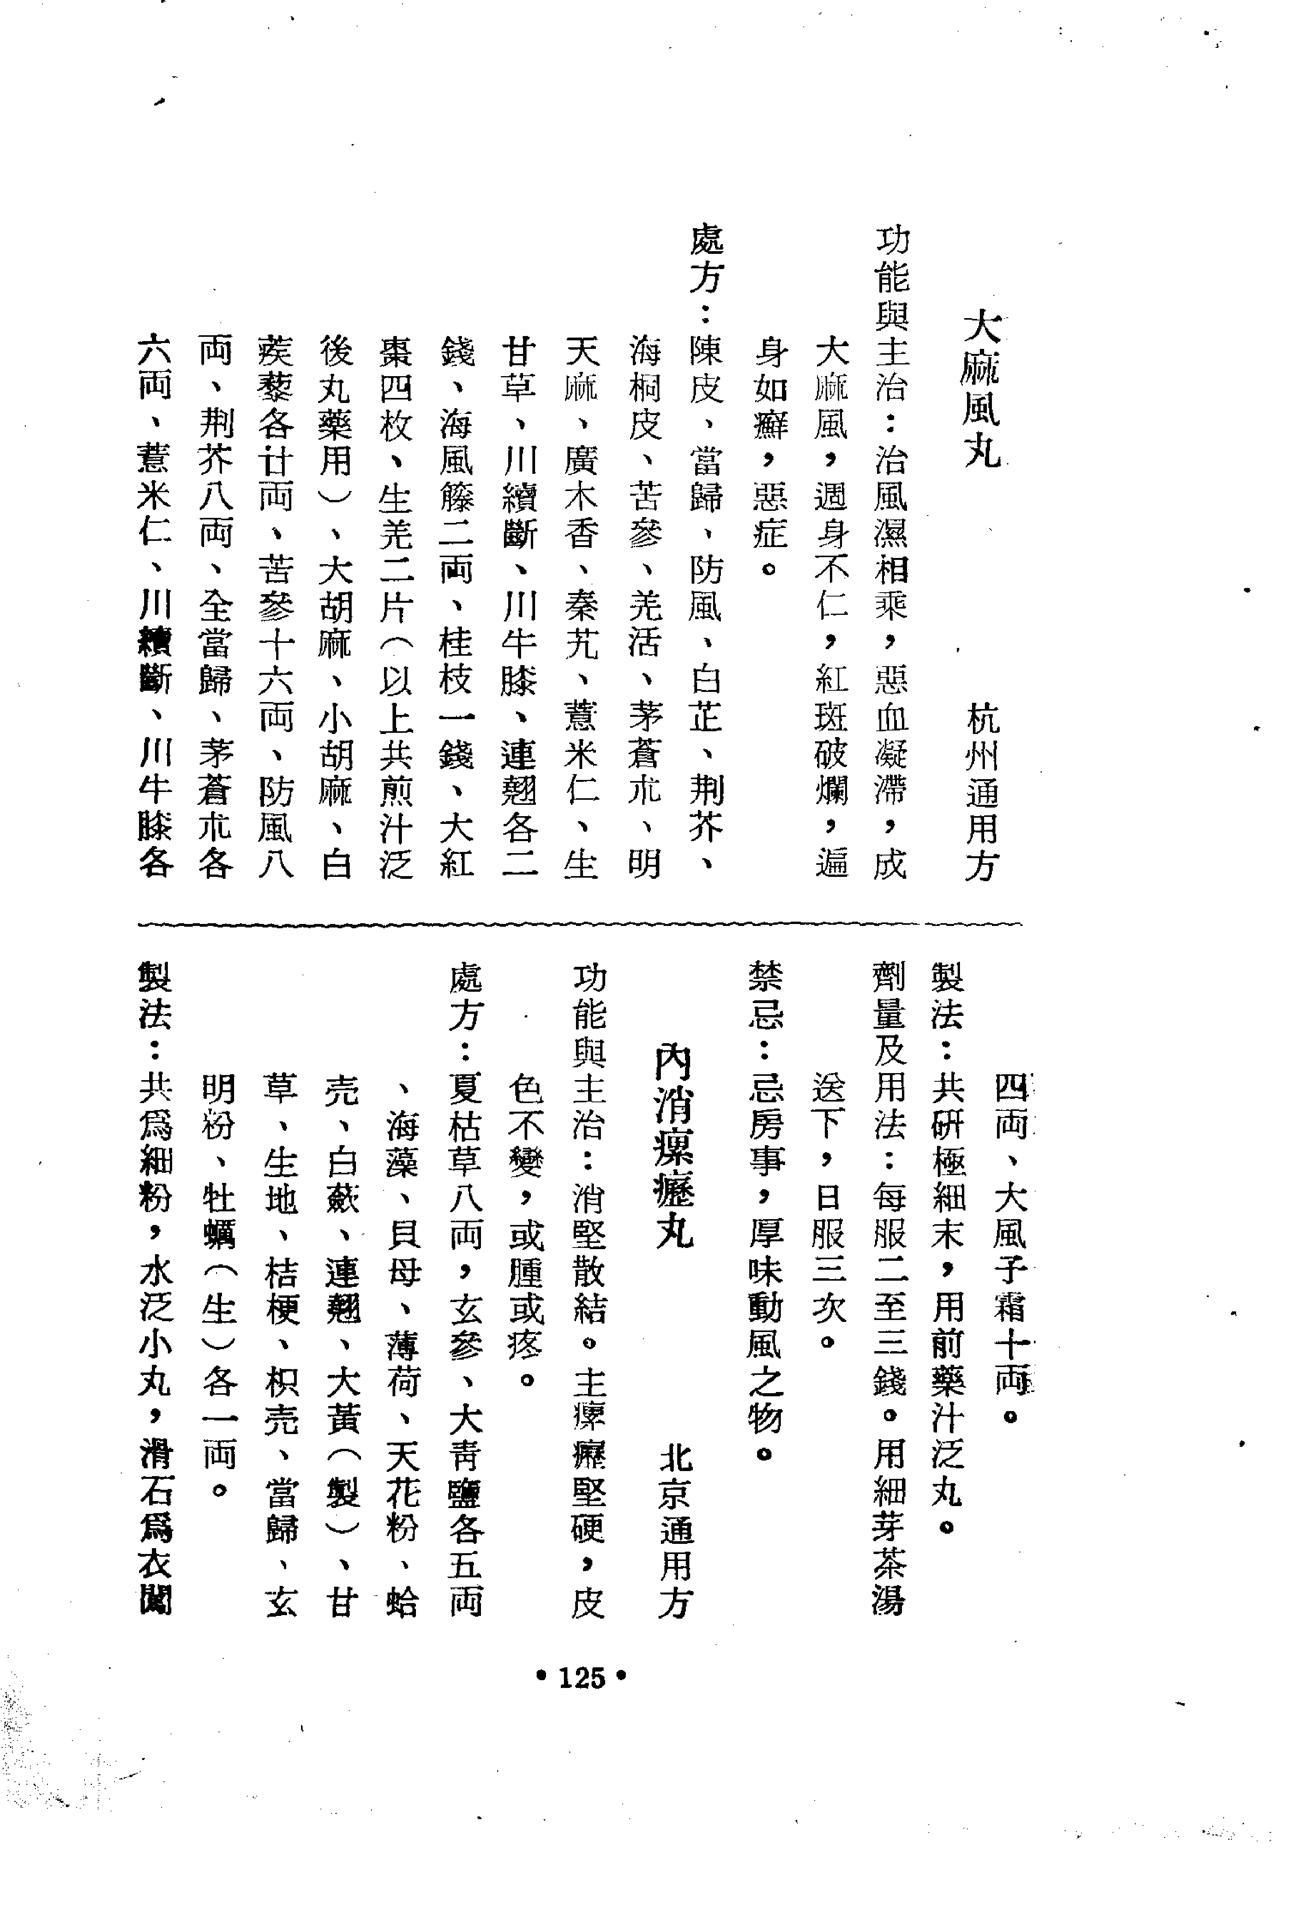 大麻風丸　杭州通用方
功能與主治：治風濕相乘，惡血凝滯，成
大麻風，週身不仁，紅斑破爛，遍
身如癬，惡症。
處方：陳皮、當歸、防風、白芷、荆芥、
海桐皮、苦參、羌活、茅蒼朮、明
天麻、廣木香、秦艽、薏米仁、生
甘草、川續斷、川牛膝、連翹各二
錢、海風籐二両、桂枝一錢、大紅
棗四枚、生羌二片（以上共煎汁泛
後丸藥用）、大胡麻、小胡麻、白
蒺藜各廿両、苦參十六両、防風八
両、荆芥八両、全當歸、茅蒼朮各
六両、薏米仁、川續斷、川牛膝各
四両、大風子霜十両。
製法：共研極細末，用前藥汁泛丸。
劑量及用法：每服二至三錢。用細芽茶湯
送下，日服三次。
禁忌：忌房事，厚味動風之物。
內消瘰癧丸　北京通用方
功能與主治：消堅散結。主瘰癧堅硬，皮
色不變，或腫或疼。
處方：夏枯草八両，玄參、大靑鹽各五両
、海藻、貝母、薄荷、天花粉、蛤
壳、白蘞、連翹、大黃（製）、甘
草、生地、桔梗、枳壳、當歸、玄
明粉、牡蠣（生）各一両。
製法：共爲細粉，水泛小丸，滑石爲衣闖
• 125 •